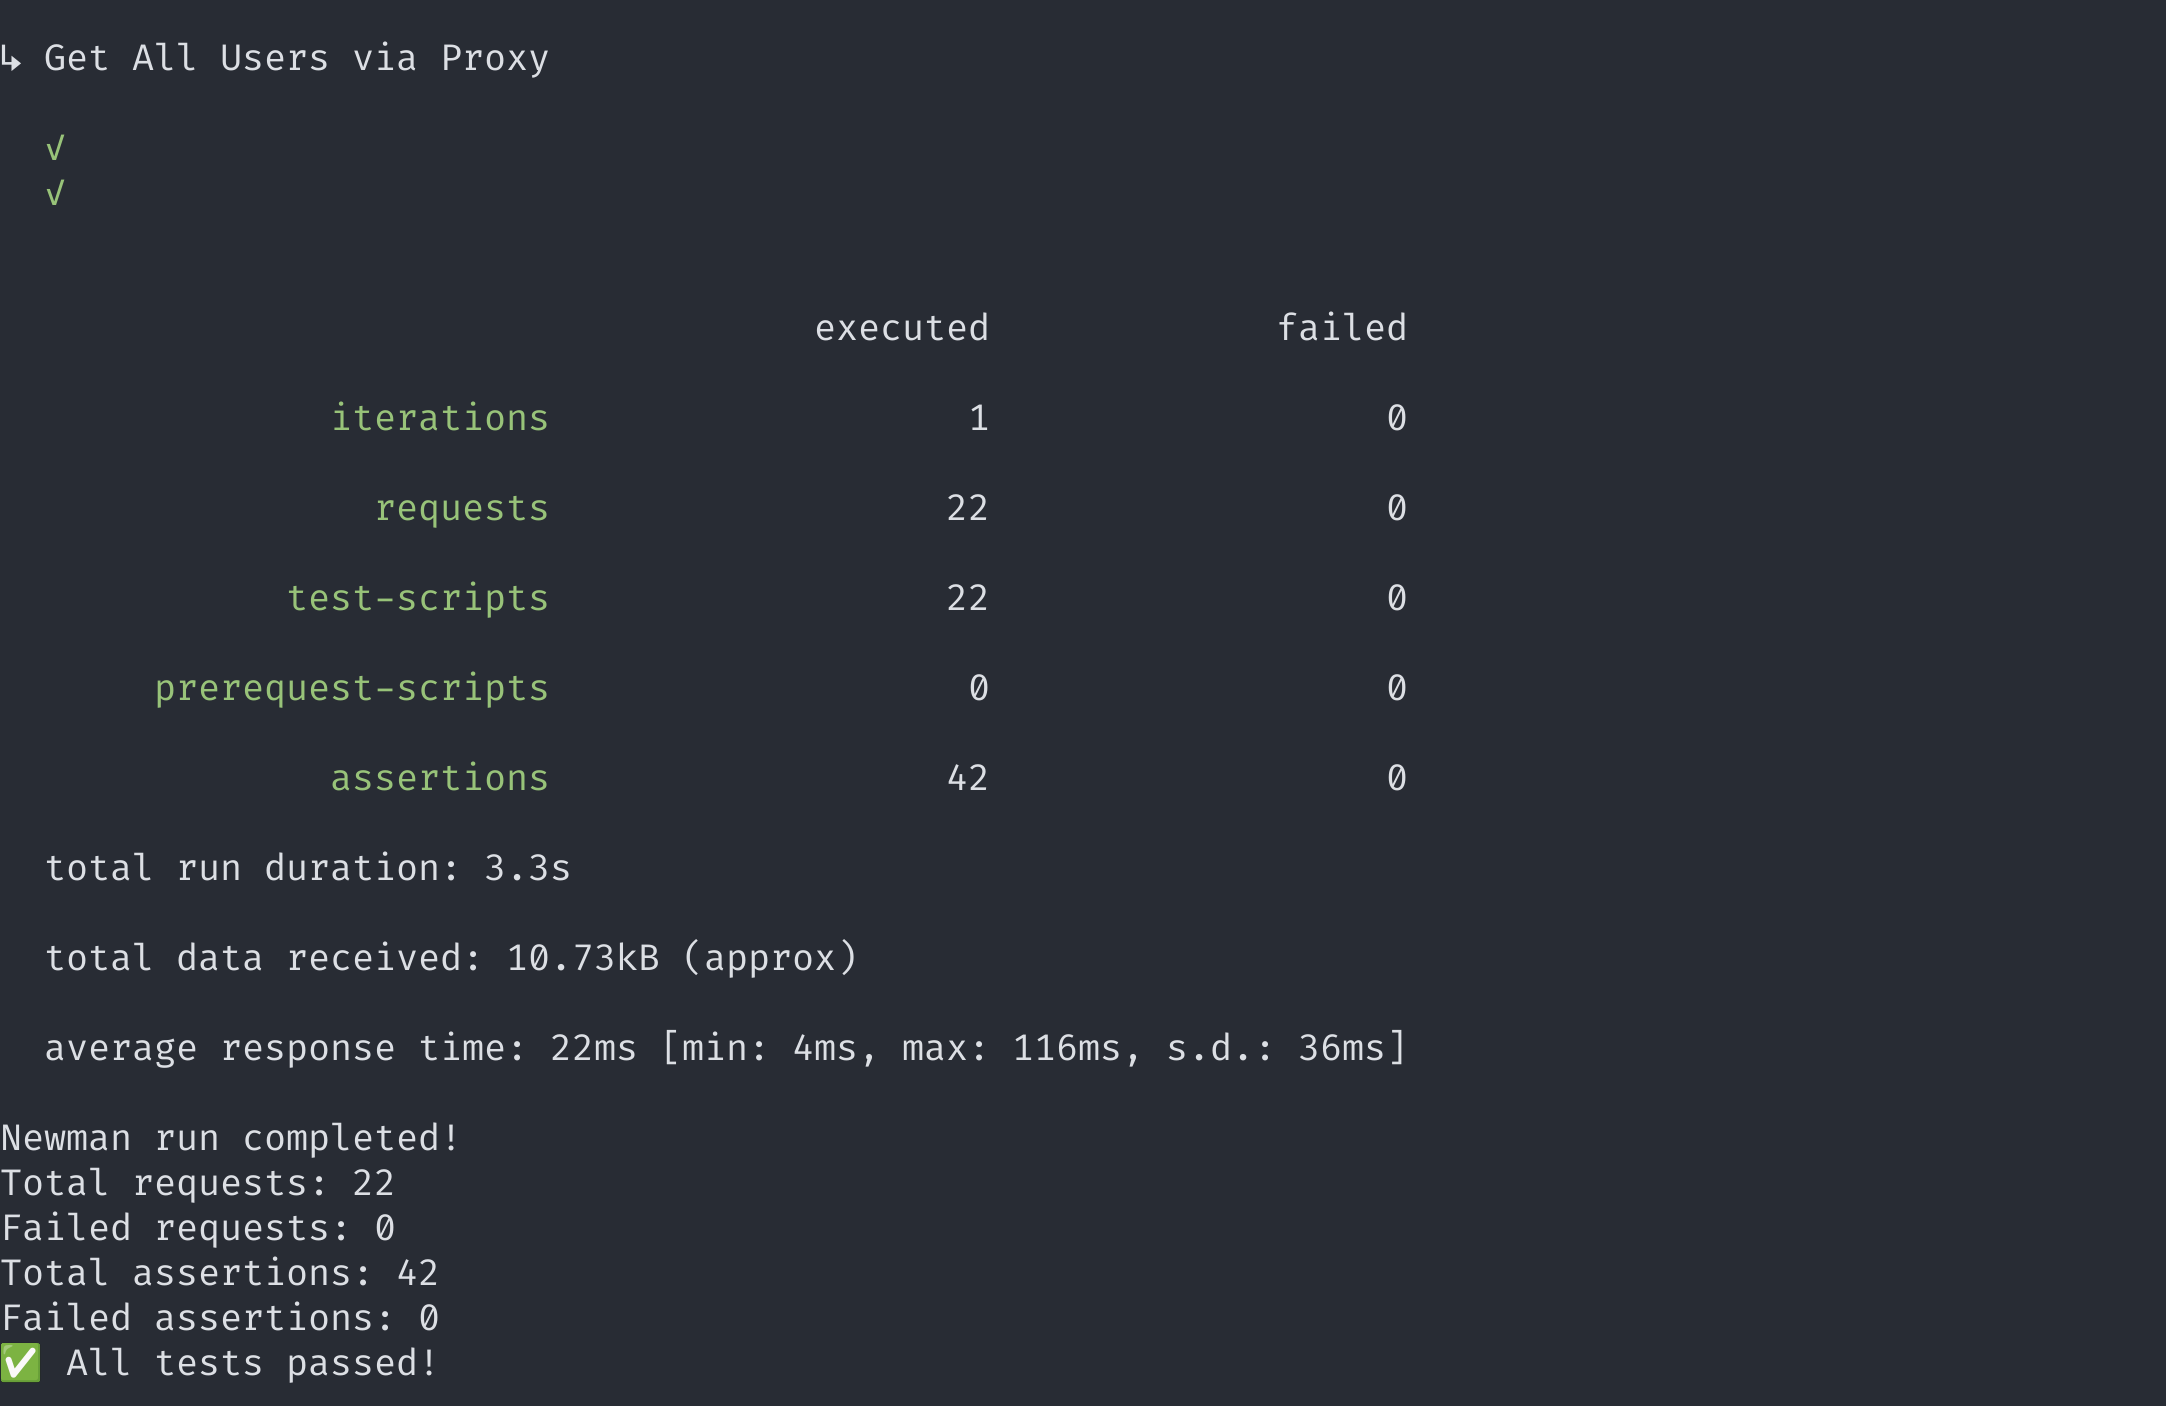 ↳ Get All Users via Proxy
√
√
executed failed
iterations 1 0
requests 22 0
test-scripts 22 0
prerequest-scripts 0 0
assertions 42 0
total run duration: 3.3s
total data received: 10.73kB (approx)
average response time: 22ms [min: 4ms, max: 116ms, s.d.: 36ms]
Newman run completed!
Total requests: 22
Failed requests: 0
Total assertions: 42
Failed assertions: 0
✅ All tests passed!